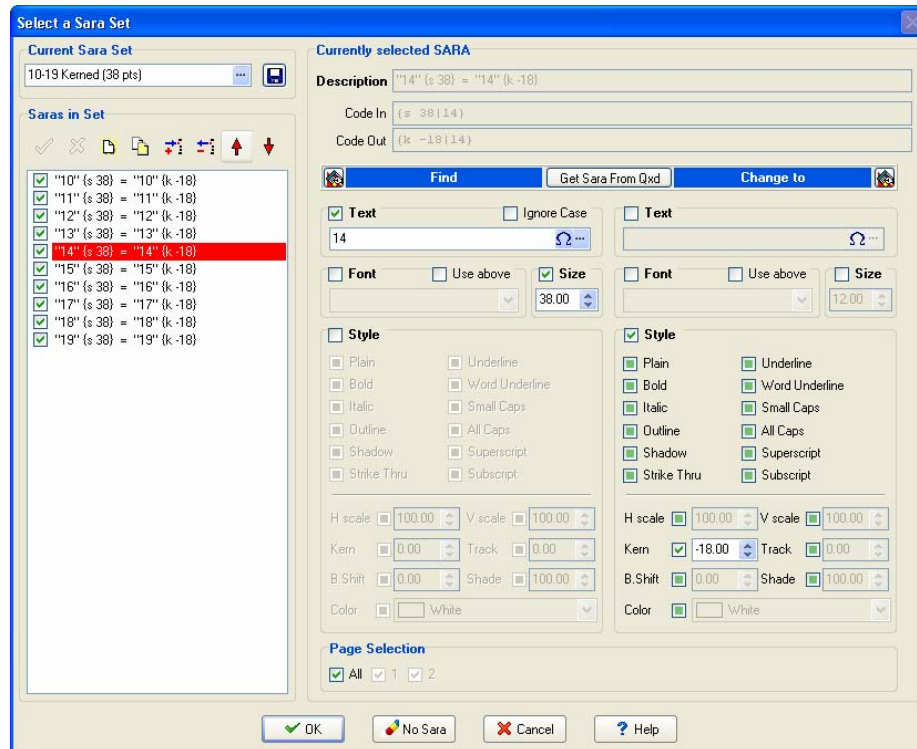 Select a Sara Set
Current Sara Set
10-19 Kerned (38 pts)
Saras in Set
"10" {s 38} = "10" {k -18}
"11" {s 38} = "11" {k -18}
"12" {s 38} = "12" {k -18}
"13" {s 38} = "13" {k -18}
"14" {s 38} = "14" {k -18}
"15" {s 38} = "15" {k -18}
"16" {s 38} = "16" {k -18}
"17" {s 38} = "17" {k -18}
"18" {s 38} = "18" {k -18}
"19" {s 38} = "19" {k -18}
Currently selected SARA
Description "14" {s 38} = "14" {k -18}
Code In {s 38|14}
Code Out {k -18|14}
Find Get Sara From Qxd Change to
Text Ignore Case Text
14 Ω ... Ω ...
Font Use above Size Font Use above Size
38.00 12.00
Style Style
Plain Underline Plain Underline
Bold Word Underline Bold Word Underline
Italic Small Caps Italic Small Caps
Outline All Caps Outline All Caps
Shadow Superscript Shadow Superscript
Strike Thru Subscript Strike Thru Subscript
H scale 100.00 V scale 100.00 H scale 100.00 V scale 100.00
Kern 0.00 Track 0.00 Kern -18.00 Track 0.00
B.Shift 0.00 Shade 100.00 B.Shift 0.00 Shade 100.00
Color White Color White
Page Selection
All 1 2
OK No Sara Cancel ? Help